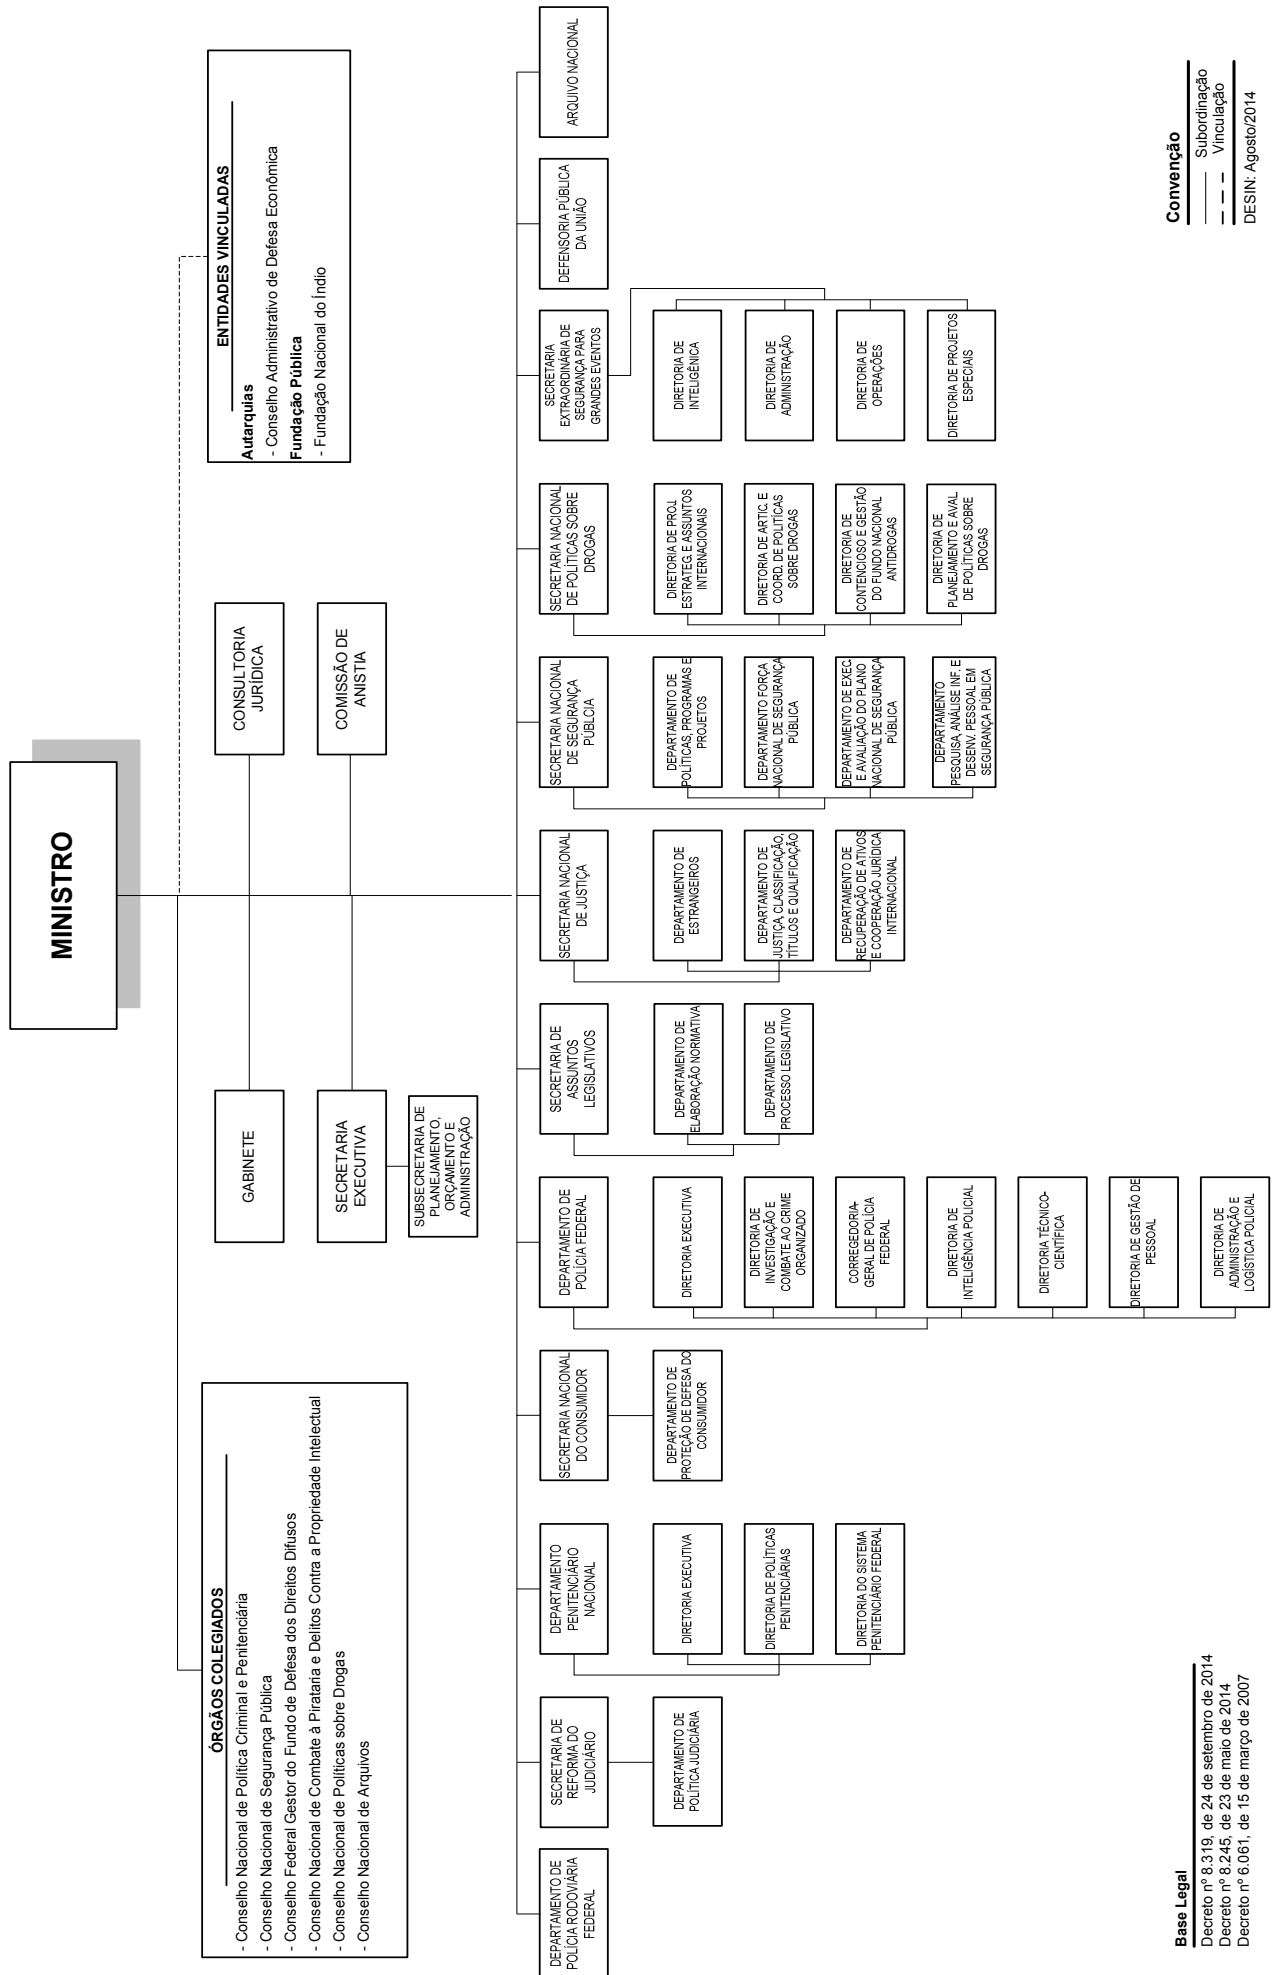 MINISTRO
ÓRGÃOS COLEGIADOS
- Conselho Nacional de Política Criminal e Penitenciária
- Conselho Nacional de Segurança Pública
- Conselho Federal Gestor do Fundo de Defesa dos Direitos Difusos
- Conselho Nacional de Combate à Pirataria e Delitos Contra a Propriedade Intelectual
- Conselho Nacional de Políticas sobre Drogas
- Conselho Nacional de Arquivos
GABINETE
CONSULTORIA
JURÍDICA
ENTIDADES VINCULADAS
Autarquias
- Conselho Administrativo de Defesa Econômica
Fundação Pública
- Fundação Nacional do Índio
SECRETARIA
EXECUTIVA
COMISSÃO DE
ANISTIA
SUBSECRETARIA DE
PLANEJAMENTO,
ORÇAMENTO E
ADMINISTRAÇÃO
DEPARTAMENTO DE
POLÍCIA RODOVIÁRIA
FEDERAL
SECRETARIA DE
REFORMA DO
JUDICIÁRIO
DEPARTAMENTO DE
POLÍTICA JUDICIÁRIA
DEPARTAMENTO
PENITENCIÁRIO
NACIONAL
DIRETORIA EXECUTIVA
DIRETORIA DE POLÍTICAS
PENITENCIÁRIAS
DIRETORIA DO SISTEMA
PENITENCIÁRIO FEDERAL
SECRETARIA NACIONAL
DO CONSUMIDOR
DEPARTAMENTO DE
PROTEÇÃO DE DEFESA DO
CONSUMIDOR
DEPARTAMENTO DE
POLÍCIA FEDERAL
DIRETORIA EXECUTIVA
DIRETORIA DE
INVESTIGAÇÃO E
COMBATE AO CRIME
ORGANIZADO
CORREGEDORIA-
GERAL DE POLÍCIA
FEDERAL
DIRETORIA DE
INTELIGÊNCIA POLICIAL
DIRETORIA TÉCNICO-
CIENTÍFICA
DIRETORIA DE GESTÃO DE
PESSOAL
DIRETORIA DE
ADMINISTRAÇÃO E
LOGÍSTICA POLICIAL
SECRETARIA DE
ASSUNTOS
LEGISLATIVOS
DEPARTAMENTO DE
ELABORAÇÃO NORMATIVA
DEPARTAMENTO DE
PROCESSO LEGISLATIVO
SECRETARIA NACIONAL
DE JUSTIÇA
DEPARTAMENTO DE
ESTRANGEIROS
DEPARTAMENTO DE
JUSTIÇA, CLASSIFICAÇÃO,
TÍTULOS E QUALIFICAÇÃO
DEPARTAMENTO DE
RECUPERAÇÃO DE ATIVOS
E COOPERAÇÃO JURÍDICA
INTERNACIONAL
SECRETARIA NACIONAL
DE SEGURANÇA
PÚBLCIA
DEPARTAMENTO DE
POLÍTICAS, PROGRAMAS E
PROJETOS
DEPARTAMENTO FORÇA
NACIONAL DE SEGURANÇA
PÚBLICA
DEPARTAMENTO DE EXEC.
E AVALIAÇÃO DO PLANO
NACIONAL DE SEGURANÇA
PÚBLICA
DEPARTAMENTO
PESQUISA, ANÁLISE INF. E
DESENV. PESSOAL EM
SEGURANÇA PÚBLICA
SECRETARIA NACIONAL
DE POLÍTICAS SOBRE
DROGAS
DIRETORIA DE PROJ.
ESTRATEG. E ASSUNTOS
INTERNACIONAIS
DIRETORIA DE ARTIC. E
COORD. DE POLITÍCAS
SOBRE DROGAS
DIRETORIA DE
CONTENCIOSO E GESTÃO
DO FUNDO NACIONAL
ANTIDROGAS
DIRETORIA DE
PLANEJAMENTO E AVAL.
DE POLÍTICAS SOBRE
DROGAS
SECRETARIA
EXTRAORDINÁRIA DE
SEGURANÇA PARA
GRANDES EVENTOS
DIRETORIA DE
INTELIGÊNICA
DIRETORIA DE
ADMINISTRAÇÃO
DIRETORIA DE
OPERAÇÕES
DIRETORIA DE PROJETOS
ESPECIAIS
DEFENSORIA PÚBLICA
DA UNIÃO
ARQUIVO NACIONAL
Base Legal
Decreto nº 8.319, de 24 de setembro de 2014
Decreto nº 8.245, de 23 de maio de 2014
Decreto nº 6.061, de 15 de março de 2007
Convenção
Subordinação
Vinculação
DESIN: Agosto/2014